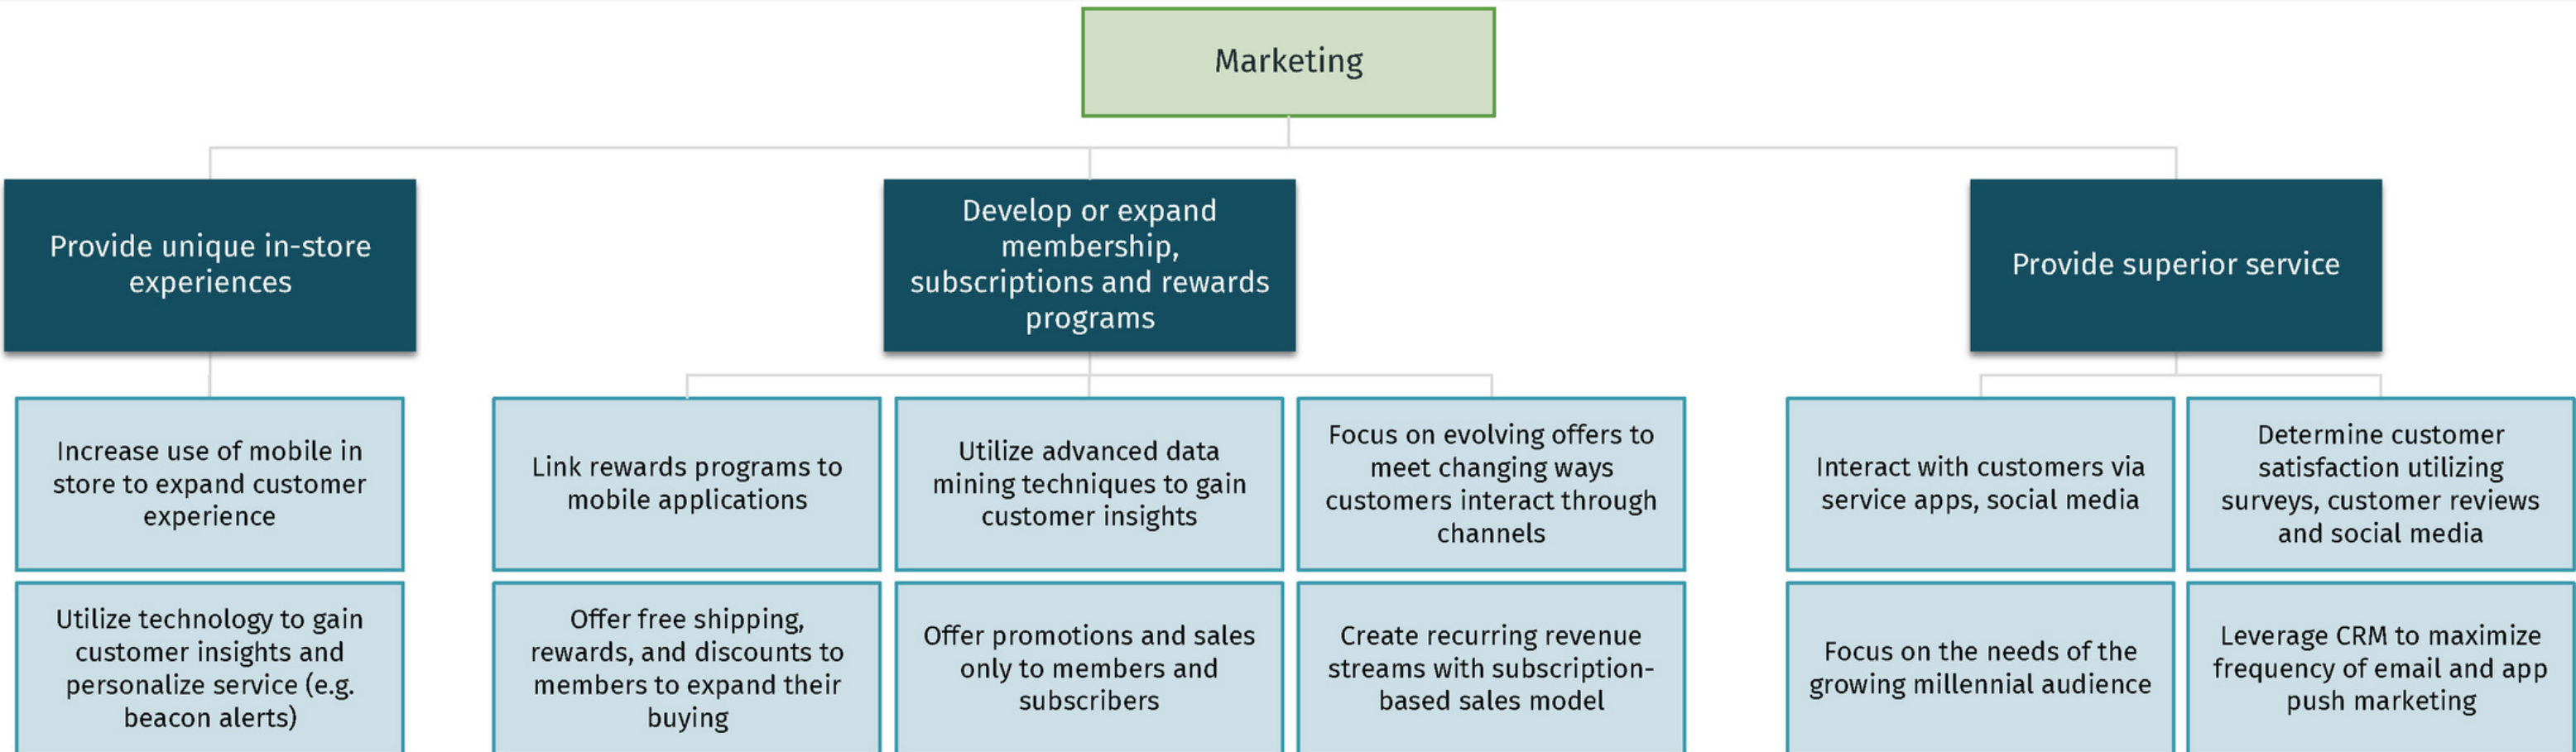 Marketing
Provide unique in-store
experiences
Develop or expand
membership,
subscriptions and rewards
programs
Provide superior service
Increase use of mobile in
store to expand customer
experience
Link rewards programs to
mobile applications
Utilize advanced data
mining techniques to gain
customer insights
Focus on evolving offers to
meet changing ways
customers interact through
channels
Interact with customers via
service apps, social media
Determine customer
satisfaction utilizing
surveys, customer reviews
and social media
Utilize technology to gain
customer insights and
personalize service (e.g.
beacon alerts)
Offer free shipping,
rewards, and discounts to
members to expand their
buying
Offer promotions and sales
only to members and
subscribers
Create recurring revenue
streams with subscription-
based sales model
Focus on the needs of the
growing millennial audience
Leverage CRM to maximize
frequency of email and app
push marketing